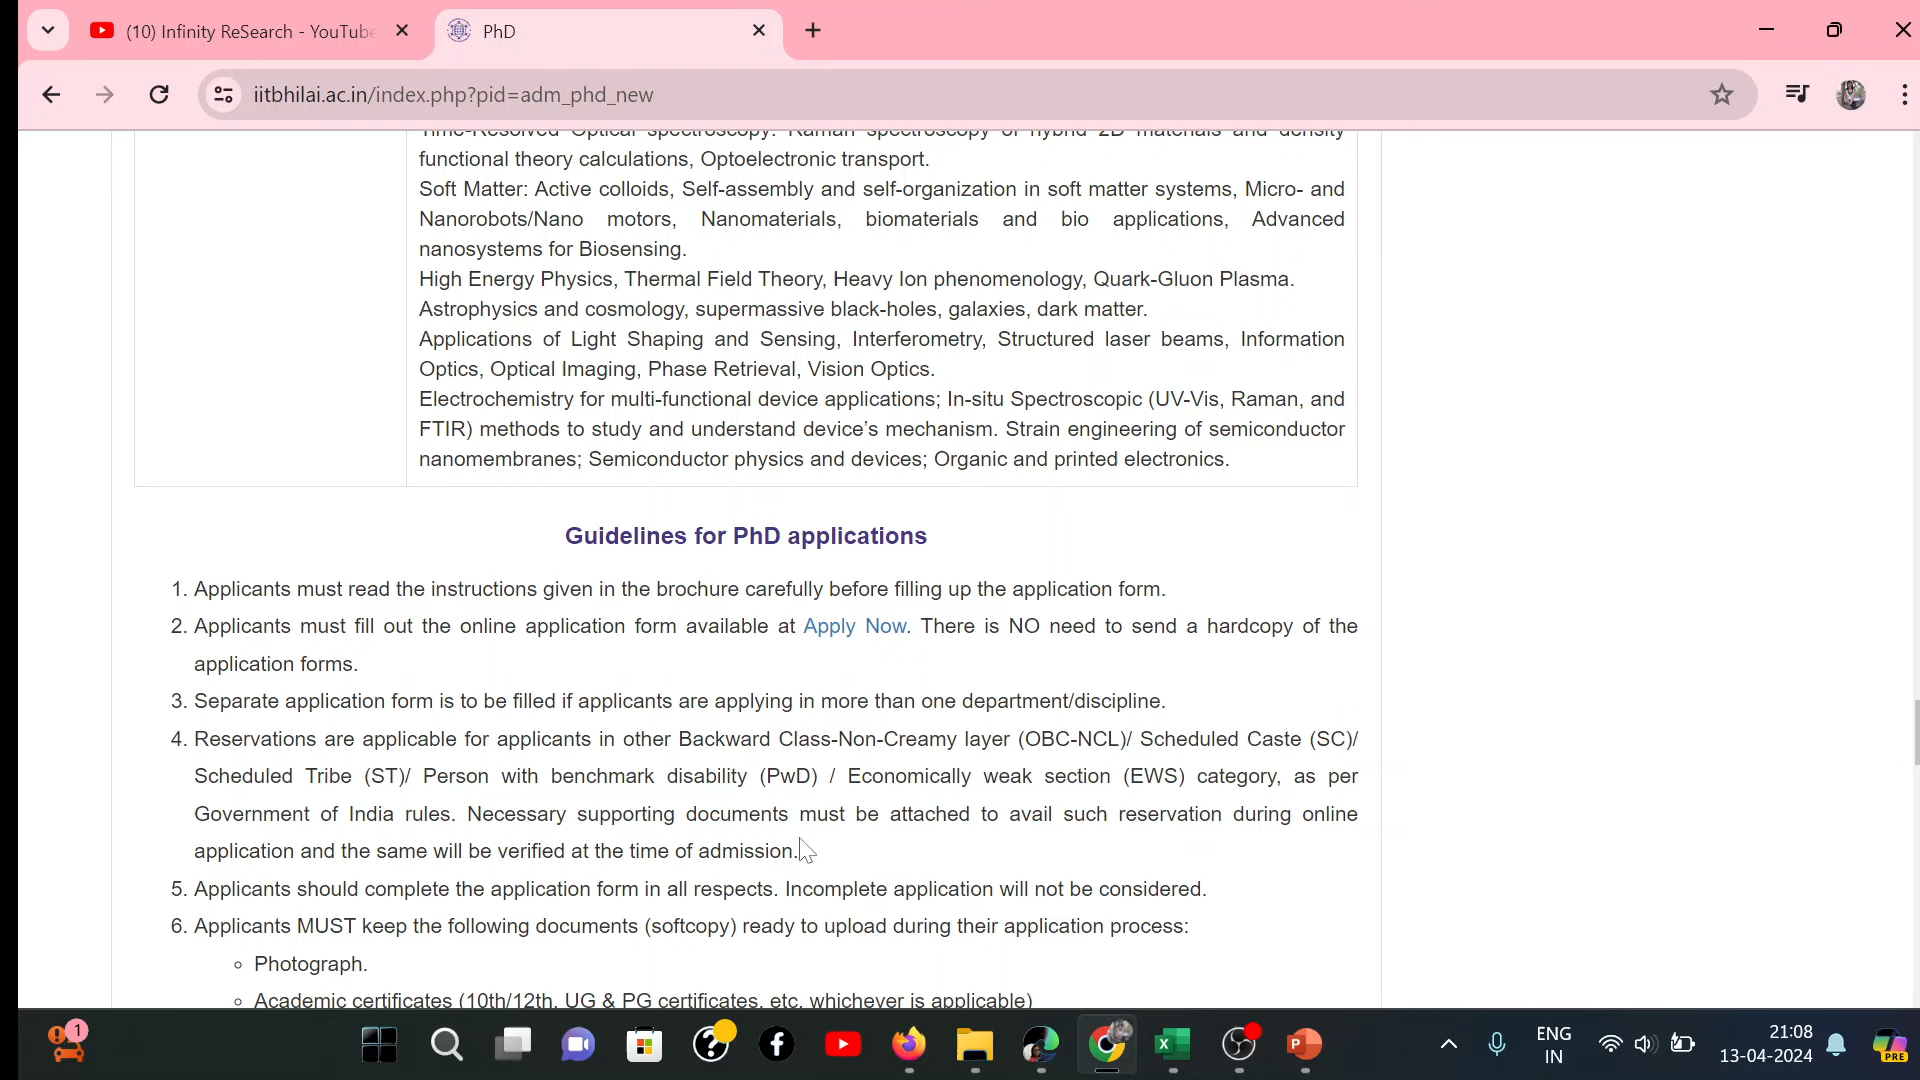 (10) Infinity ReSearch - YouTube
PhD
iitbhilai.ac.in/index.php?pid=adm_phd_new
Time-Resolved Optical spectroscopy. Raman spectroscopy of hybrid 2D materials and density
functional theory calculations, Optoelectronic transport.
Soft Matter: Active colloids, Self-assembly and self-organization in soft matter systems, Micro- and
Nanorobots/Nano motors, Nanomaterials, biomaterials and bio applications, Advanced
nanosystems for Biosensing.
High Energy Physics, Thermal Field Theory, Heavy Ion phenomenology, Quark-Gluon Plasma.
Astrophysics and cosmology, supermassive black-holes, galaxies, dark matter.
Applications of Light Shaping and Sensing, Interferometry, Structured laser beams, Information
Optics, Optical Imaging, Phase Retrieval, Vision Optics.
Electrochemistry for multi-functional device applications; In-situ Spectroscopic (UV-Vis, Raman, and
FTIR) methods to study and understand device's mechanism. Strain engineering of semiconductor
nanomembranes; Semiconductor physics and devices; Organic and printed electronics.
Guidelines for PhD applications
1. Applicants must read the instructions given in the brochure carefully before filling up the application form.
2. Applicants must fill out the online application form available at Apply Now. There is NO need to send a hardcopy of the
application forms.
3. Separate application form is to be filled if applicants are applying in more than one department/discipline.
4. Reservations are applicable for applicants in other Backward Class-Non-Creamy layer (OBC-NCL)/ Scheduled Caste (SC)/
Scheduled Tribe (ST)/ Person with benchmark disability (PwD) / Economically weak section (EWS) category, as per
Government of India rules. Necessary supporting documents must be attached to avail such reservation during online
application and the same will be verified at the time of admission.
5. Applicants should complete the application form in all respects. Incomplete application will not be considered.
6. Applicants MUST keep the following documents (softcopy) ready to upload during their application process:
Photograph.
Academic certificates (10th/12th, UG & PG certificates, etc. whichever is applicable)
1
ENG
IN
21:08
13-04-2024
PRE